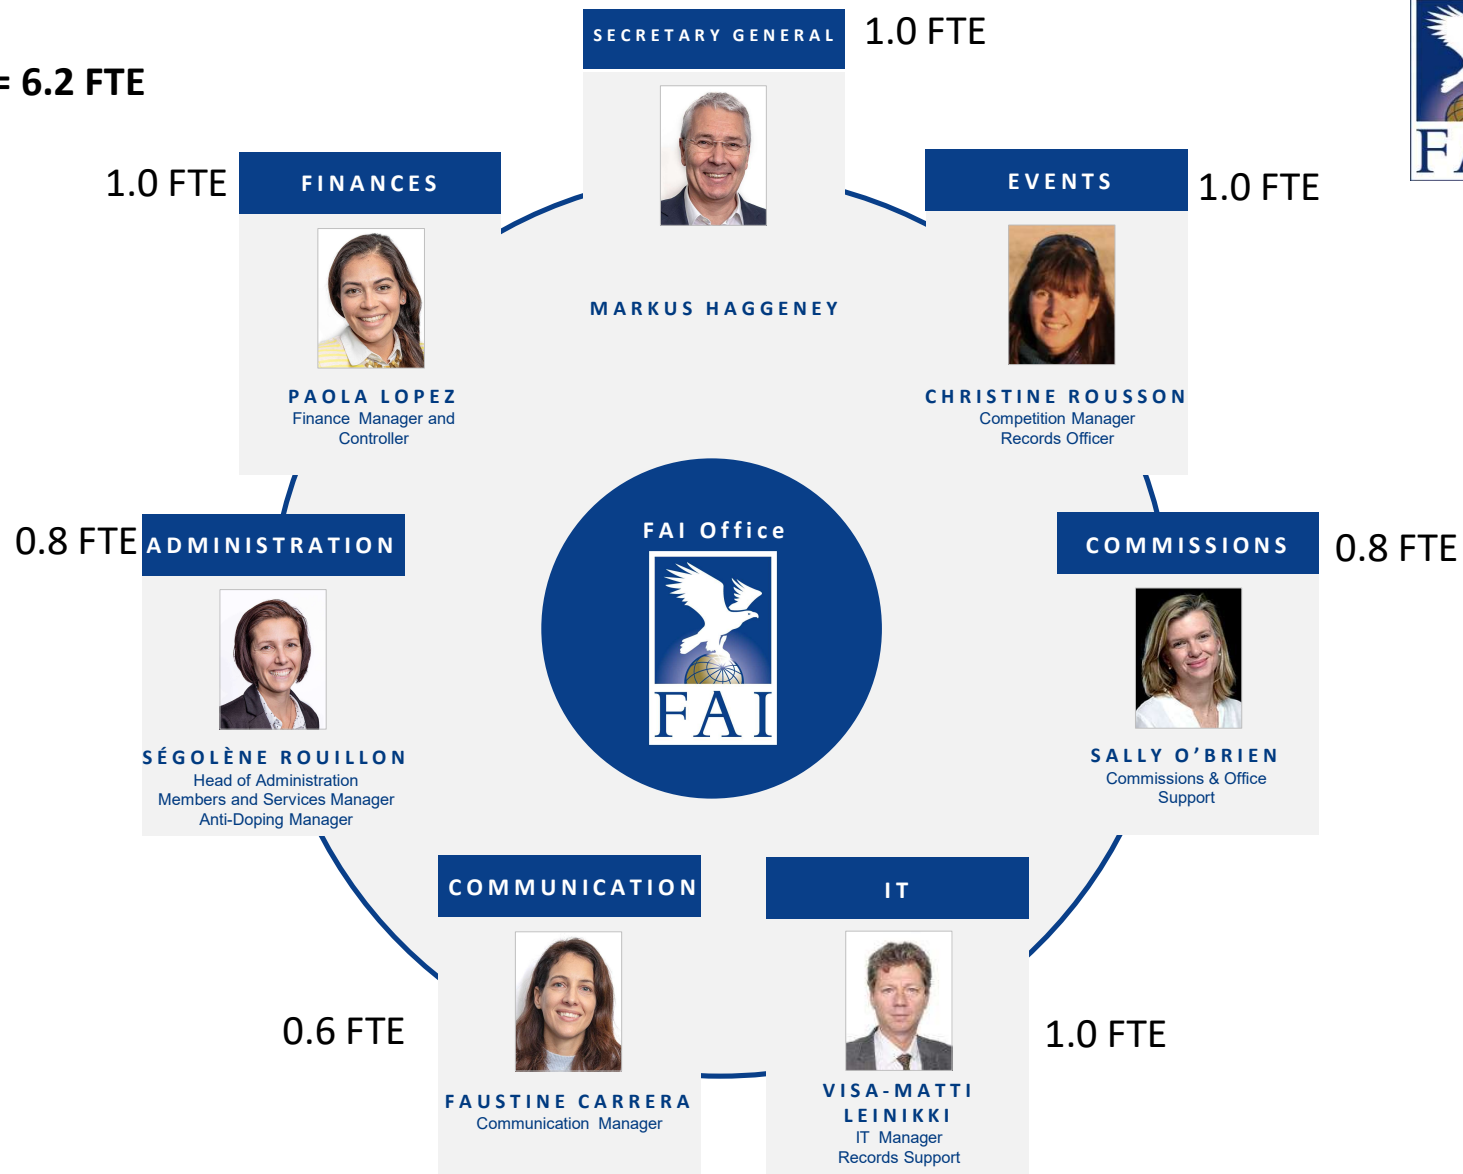 SECRETARY GENERAL
1.0 FTE
= 6.2 FTE
1.0 FTE
FINANCES
EVENTS
1.0 FTE
MARKUS HAGGENEY
PAOLA LOPEZ
Finance Manager and
Controller
CHRISTINE ROUSSON
Competition Manager
Records Officer
0.8 FTE
ADMINISTRATION
FAI Office
FAI
COMMISSIONS
0.8 FTE
SÉGOLÈNE ROUILLON
Head of Administration
Members and Services Manager
Anti-Doping Manager
SALLY O’BRIEN
Commissions & Office
Support
COMMUNICATION
IT
0.6 FTE
1.0 FTE
FAUSTINE CARRERA
Communication Manager
VISA-MATTI
LEINIKKI
IT Manager
Records Support